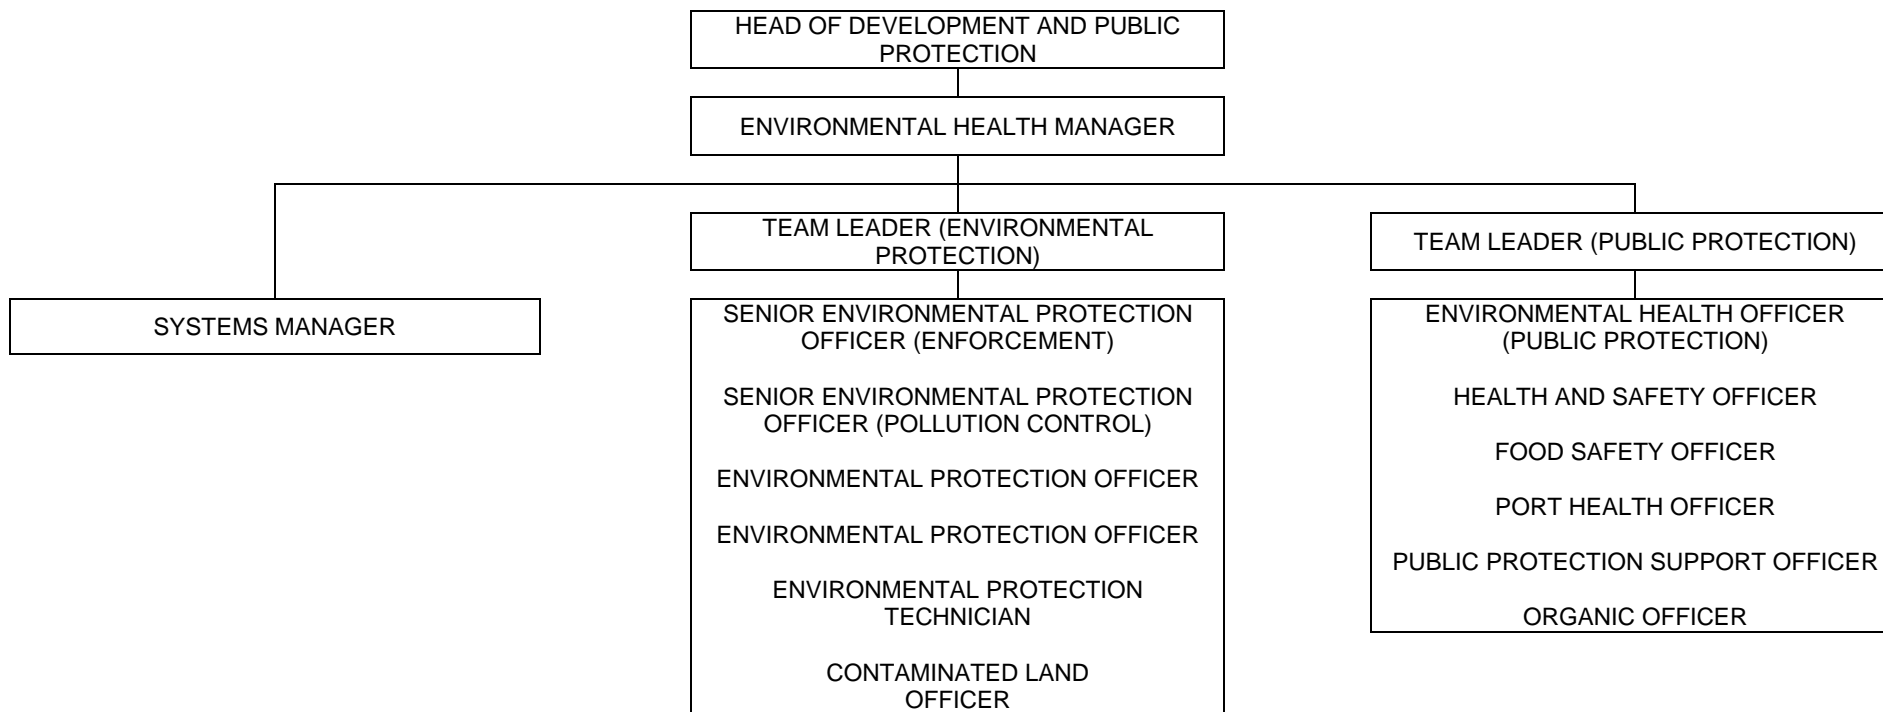 HEAD OF DEVELOPMENT AND PUBLIC
PROTECTION
ENVIRONMENTAL HEALTH MANAGER
TEAM LEADER (ENVIRONMENTAL
PROTECTION)
TEAM LEADER (PUBLIC PROTECTION)
SYSTEMS MANAGER
SENIOR ENVIRONMENTAL PROTECTION
OFFICER (ENFORCEMENT)
SENIOR ENVIRONMENTAL PROTECTION
OFFICER (POLLUTION CONTROL)
ENVIRONMENTAL PROTECTION OFFICER
ENVIRONMENTAL PROTECTION OFFICER
ENVIRONMENTAL PROTECTION
TECHNICIAN
CONTAMINATED LAND
OFFICER
ENVIRONMENTAL HEALTH OFFICER
(PUBLIC PROTECTION)
HEALTH AND SAFETY OFFICER
FOOD SAFETY OFFICER
PORT HEALTH OFFICER
PUBLIC PROTECTION SUPPORT OFFICER
ORGANIC OFFICER